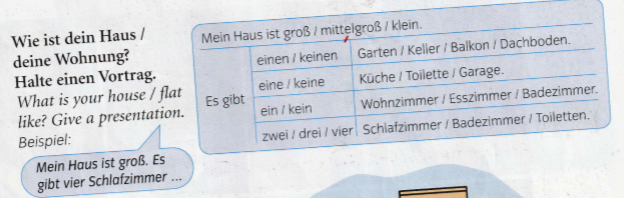 Wie ist dein Haus /
deine Wohnung?
Halte einen Vortrag.
What is your house / flat
like? Give a presentation.
Beispiel:
Mein Haus ist groß. Es
gibt vier Schlafzimmer ...
Mein Haus ist groß / mittelgroß / klein.
Es gibt
einen / keinen Garten / Keller / Balkon / Dachboden.
eine / keine Küche / Toilette / Garage.
ein / kein Wohnzimmer / Esszimmer / Badezimmer.
zwei / drei / vier Schlafzimmer / Badezimmer / Toiletten.